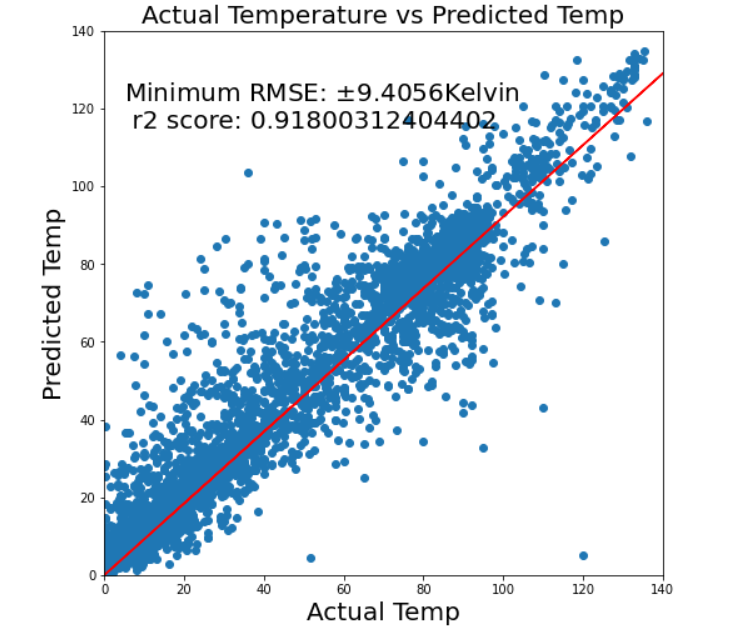 Actual Temperature vs Predicted Temp
140
Minimum RMSE: ±9.4056Kelvin
120
r2 score: 0.91800312404402
100
80
Predicted Temp
60
40
20
0
0 20 40 60 80 100 120 140
Actual Temp